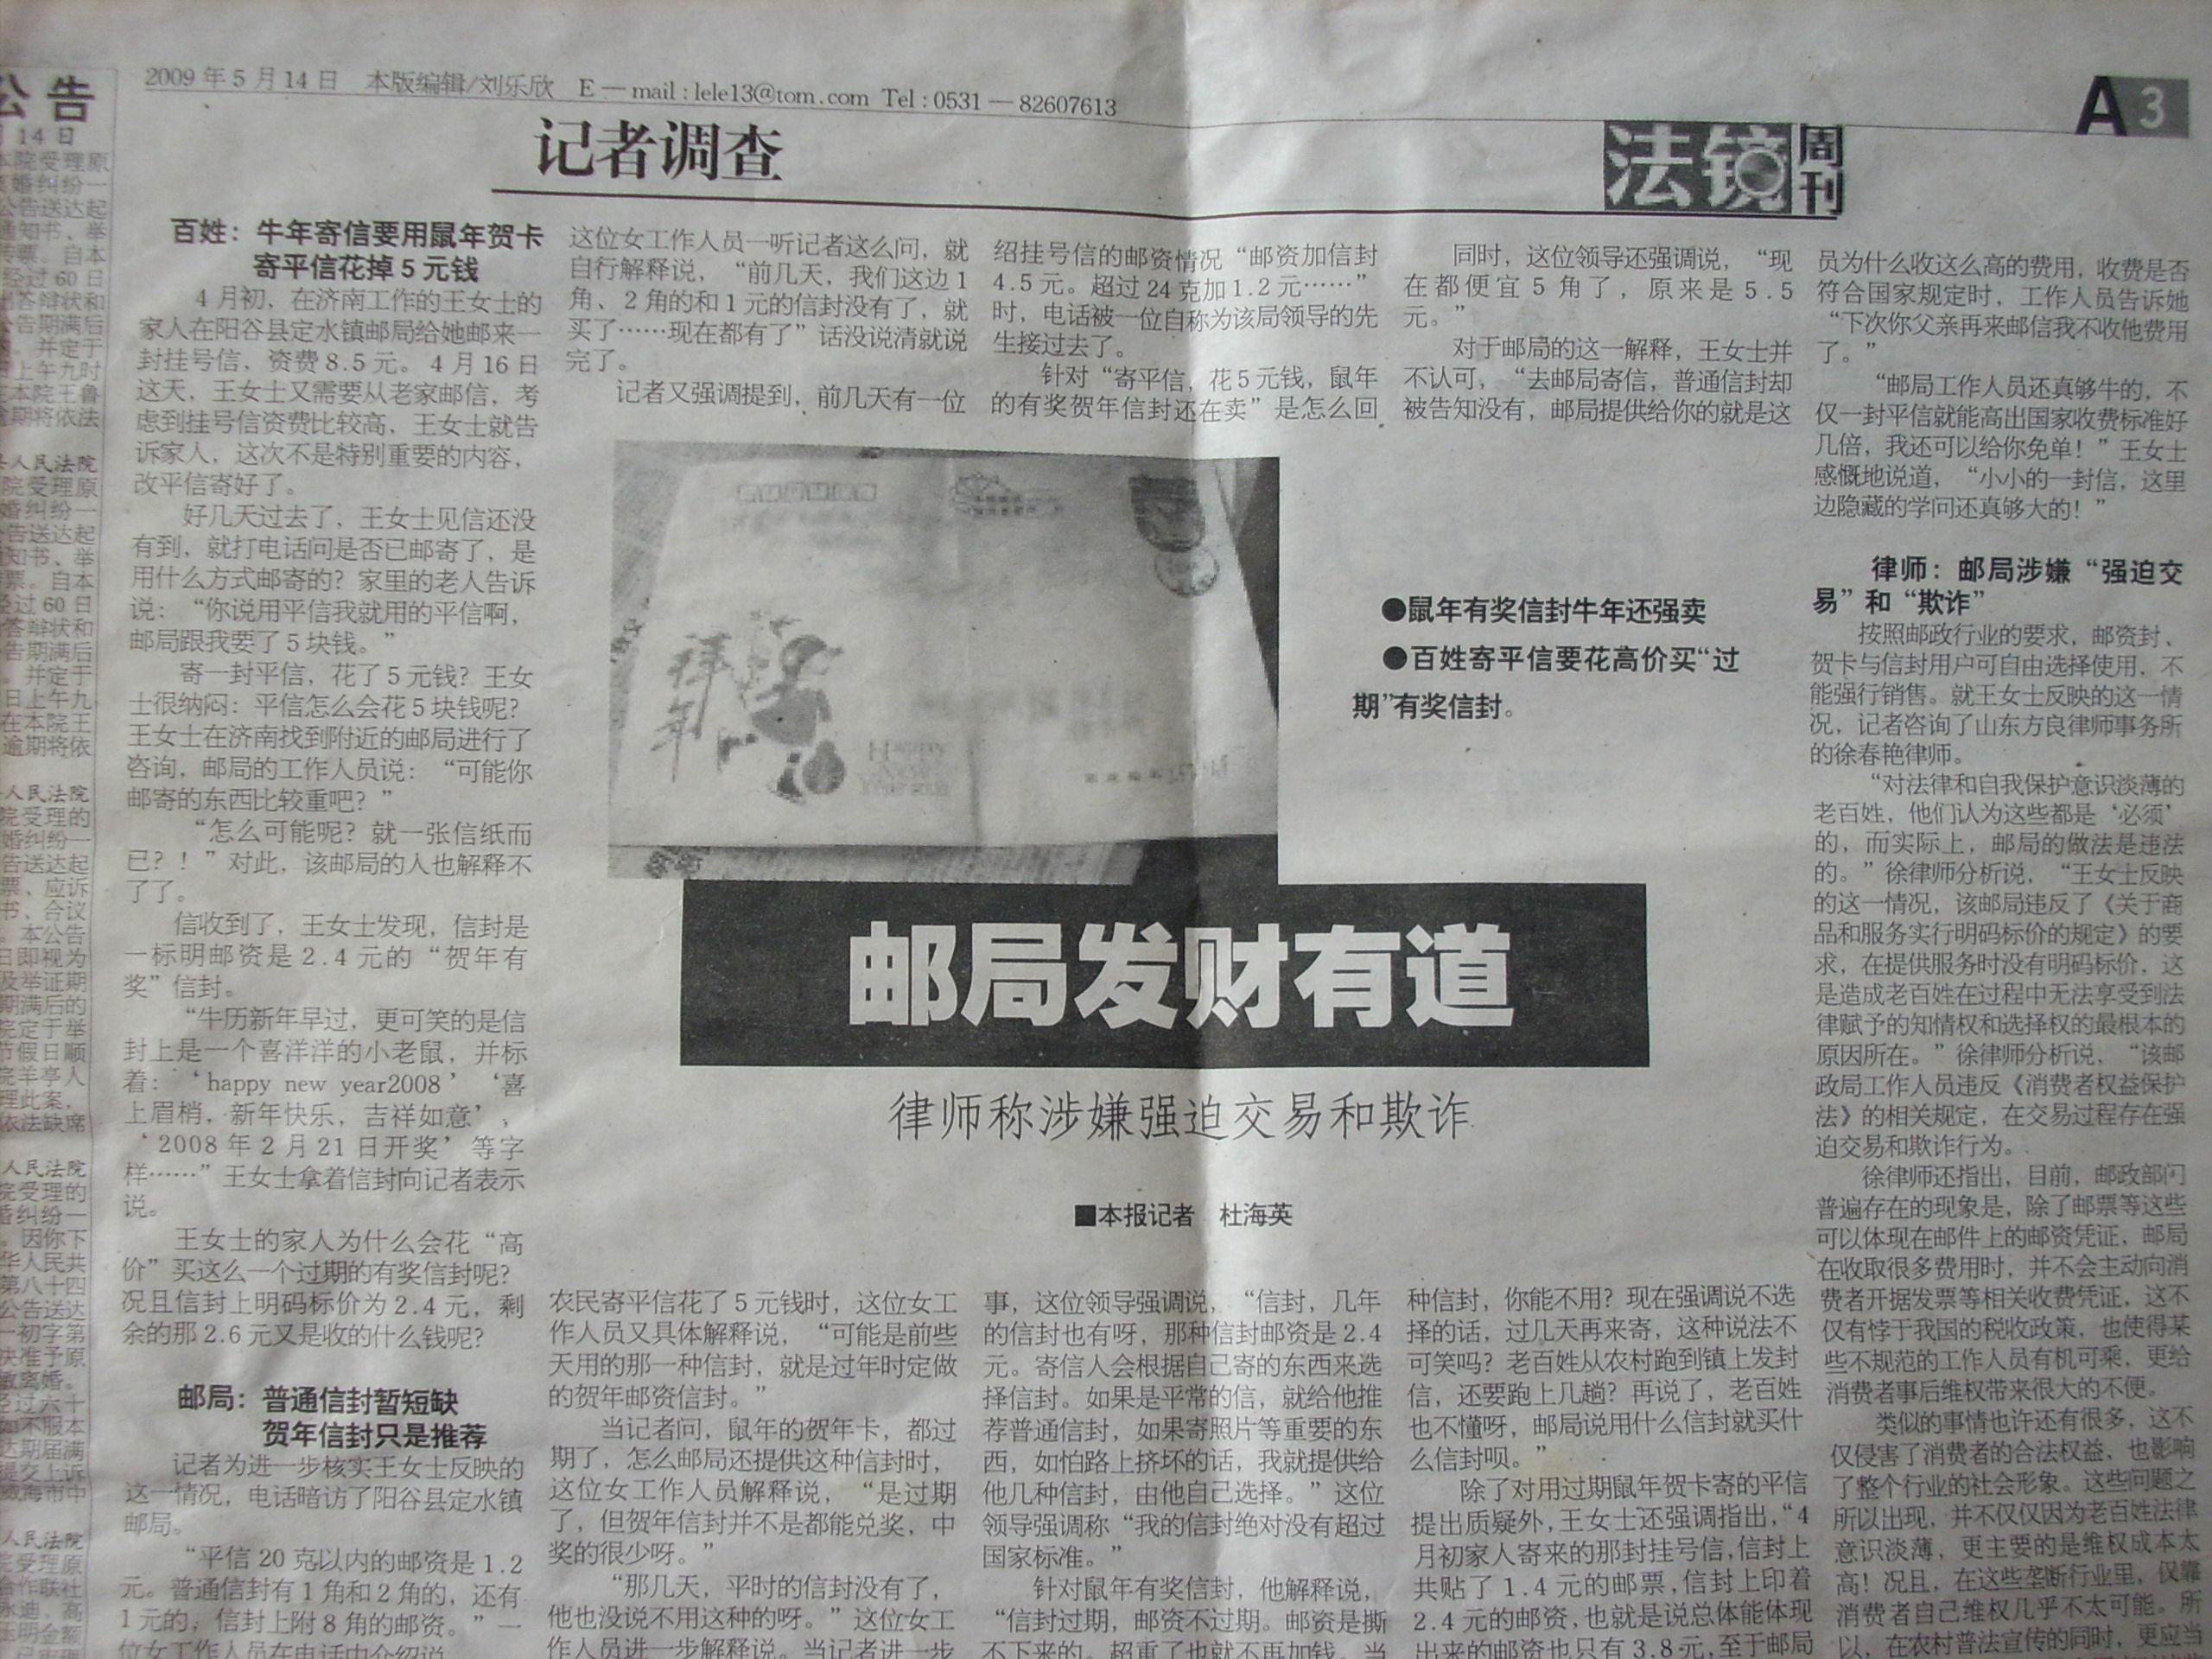 公告
月14日
2009年5月14日 本版编辑/刘乐欣 E－mail:lele13@tom.com Tel:0531－82607613
A3
记者调查
法镜
周刊
百姓：牛年寄信要用鼠年贺卡
寄平信花掉5元钱
4月初，在济南工作的王女士的
家人在阳谷县定水镇邮局给她邮来一
封挂号信，资费8.5元。4月16日
这天，王女士又需要从老家邮信，考
虑到挂号信资费比较高，王女士就告
诉家人，这次不是特别重要的内容，
改平信寄好了。
好几天过去了，王女士见信还没
有到，就打电话问是否已邮寄了，是
用什么方式邮寄的？家里的老人告诉
说：“你说用平信我就用的平信啊，
邮局跟我要了5块钱。”
寄一封平信，花了5元钱？王女
士很纳闷：平信怎么会花5块钱呢？
王女士在济南找到附近的邮局进行了
咨询，邮局的工作人员说：“可能你
邮寄的东西比较重吧？”
“怎么可能呢？就一张信纸而
已？！”对此，该邮局的人也解释不
了了。
信收到了，王女士发现，信封是
一标明邮资是2.4元的“贺年有
奖”信封。
“牛历新年早过，更可笑的是信
封上是一个喜洋洋的小老鼠，并标
着：‘happy new year2008’‘喜
上眉梢，新年快乐，吉祥如意’，
‘2008年2月21日开奖’等字
样……”王女士拿着信封向记者表示
说。
王女士的家人为什么会花“高
价”买这么一个过期的有奖信封呢？
况且信封上明码标价为2.4元，剩
余的那2.6元又是收的什么钱呢？
邮局：普通信封暂短缺
贺年信封只是推荐
记者为进一步核实王女士反映的
这一情况，电话暗访了阳谷县定水镇
邮局。
“平信20克以内的邮资是1.2
元。普通信封有1角和2角的，还有
1元的，信封上附8角的邮资。”一
位女工作人员在电话中介绍说。
这位女工作人员一听记者这么问，就
自行解释说，“前几天，我们这边1
角、2角的和1元的信封没有了，就
买了……现在都有了”话没说清就说
完了。
记者又强调提到，前几天有一位
农民寄平信花了5元钱时，这位女工
作人员又具体解释说，“可能是前些
天用的那一种信封，就是过年时定做
的贺年邮资信封。”
当记者问，鼠年的贺年卡，都过
期了，怎么邮局还提供这种信封时，
这位女工作人员解释说，“是过期
了，但贺年信封并不是都能兑奖，中
奖的很少呀。”
“那几天，平时的信封没有了，
他也没说不用这种的呀。”这位女工
作人员进一步解释说。当记者进一步
绍挂号信的邮资情况“邮资加信封
4.5元。超过24克加1.2元……”
时，电话被一位自称为该局领导的先
生接过去了。
针对“寄平信，花5元钱，鼠年
的有奖贺年信封还在卖”是怎么回
事，这位领导强调说，“信封，几年
的信封也有呀，那种信封邮资是2.4
元。寄信人会根据自己寄的东西来选
择信封。如果是平常的信，就给他推
荐普通信封，如果寄照片等重要的东
西，如怕路上挤坏的话，我就提供给
他几种信封，由他自己选择。”这位
领导强调称“我的信封绝对没有超过
国家标准。”
针对鼠年有奖信封，他解释说，
“信封过期，邮资不过期。邮资是撕
不下来的。超重了也就不再加钱。当
同时，这位领导还强调说，“现
在都便宜5角了，原来是5.5
元。”
对于邮局的这一解释，王女士并
不认可，“去邮局寄信，普通信封却
被告知没有，邮局提供给你的就是这
种信封，你能不用？现在强调说不选
择的话，过几天再来寄，这种说法不
可笑吗？老百姓从农村跑到镇上发封
信，还要跑上几趟？再说了，老百姓
也不懂呀，邮局说用什么信封就买什
么信封呗。”
除了对用过期鼠年贺卡寄的平信
提出质疑外，王女士还强调指出，“4
月初家人寄来的那封挂号信，信封上
共贴了1.4元的邮票，信封上印着
2.4元的邮资，也就是说总体能体现
出来的邮资也只有3.8元，至于邮局
拜年
●鼠年有奖信封牛年还强卖
●百姓寄平信要花高价买“过
期”有奖信封。
邮局发财有道
律师称涉嫌强迫交易和欺诈
■本报记者 杜海英
员为什么收这么高的费用，收费是否
符合国家规定时，工作人员告诉她
“下次你父亲再来邮信我不收他费用
了。”
“邮局工作人员还真够牛的，不
仅一封平信就能高出国家收费标准好
几倍，我还可以给你免单！”王女士
感慨地说道，“小小的一封信，这里
边隐藏的学问还真够大的！”
律师：邮局涉嫌“强迫交
易”和“欺诈”
按照邮政行业的要求，邮资封、
贺卡与信封用户可自由选择使用，不
能强行销售。就王女士反映的这一情
况，记者咨询了山东方良律师事务所
的徐春艳律师。
“对法律和自我保护意识淡薄的
老百姓，他们认为这些都是‘必须’
的，而实际上，邮局的做法是违法
的。”徐律师分析说，“王女士反映
的这一情况，该邮局违反了《关于商
品和服务实行明码标价的规定》的要
求，在提供服务时没有明码标价，这
是造成老百姓在过程中无法享受到法
律赋予的知情权和选择权的最根本的
原因所在。”徐律师分析说，“该邮
政局工作人员违反《消费者权益保护
法》的相关规定，在交易过程存在强
迫交易和欺诈行为。
徐律师还指出，目前，邮政部门
普遍存在的现象是，除了邮票等这些
可以体现在邮件上的邮资凭证，邮局
在收取很多费用时，并不会主动向消
费者开据发票等相关收费凭证，这不
仅有悖于我国的税收政策，也使得某
些不规范的工作人员有机可乘，更给
消费者事后维权带来很大的不便。
类似的事情也许还有很多，这不
仅侵害了消费者的合法权益，也影响
了整个行业的社会形象。这些问题之
所以出现，并不仅仅因为老百姓法律
意识淡薄，更主要的是维权成本太
高！况且，在这些垄断行业里，仅靠
消费者自己维权几乎不太可能。所
以，在农村普法宣传的同时，更应当